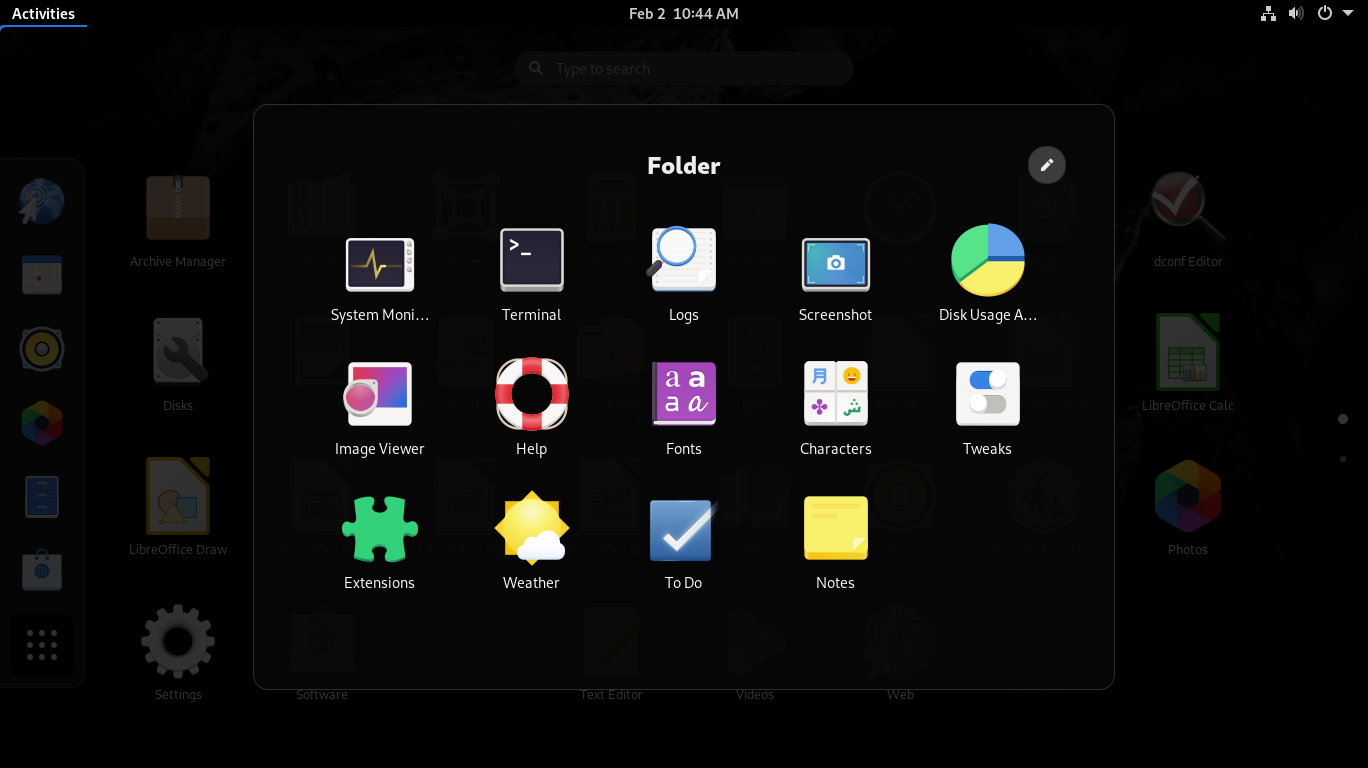 Activities
Feb 2 10:44 AM
Type to search
Folder
Archive Manager
dconf Editor
System Moni...
Terminal
Logs
Screenshot
Disk Usage A...
Disks
LibreOffice Calc
Image Viewer
Help
Fonts
Characters
Tweaks
LibreOffice Draw
Photos
Extensions
Weather
To Do
Notes
Settings
Software
Text Editor
Videos
Web